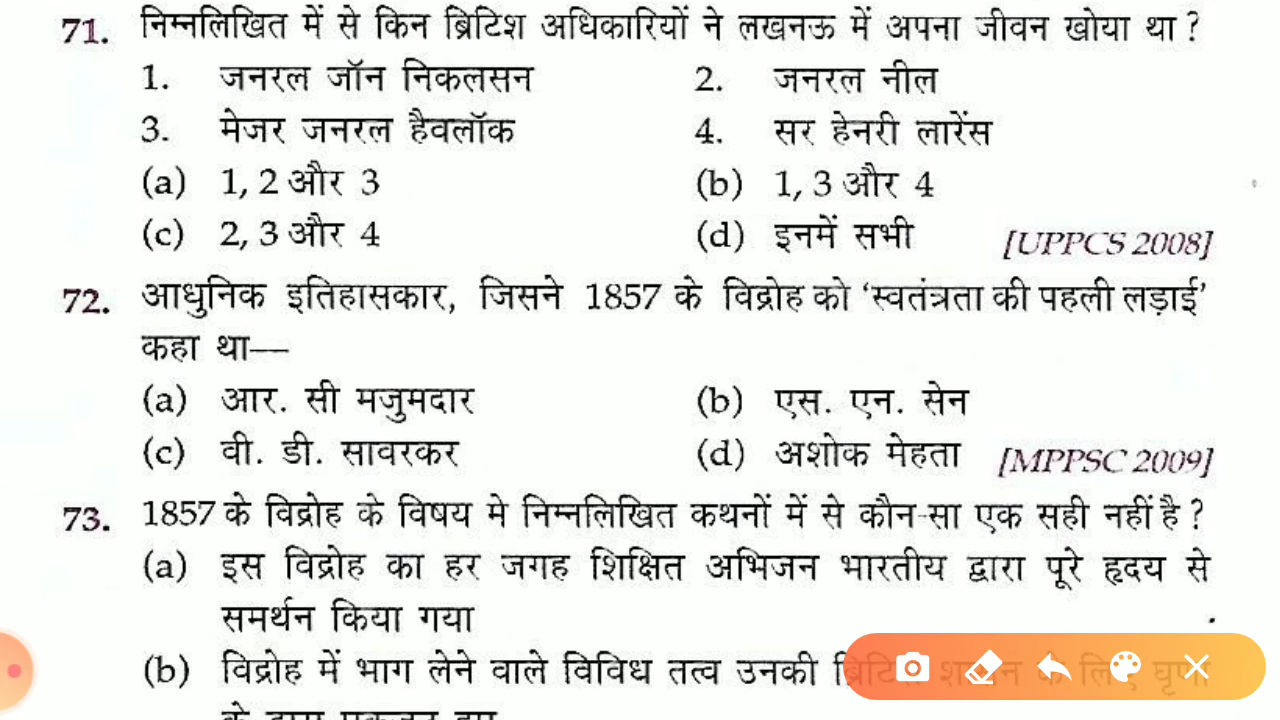 71. निम्नलिखित में से किन ब्रिटिश अधिकारियों ने लखनऊ में अपना जीवन खोया था ?
1. जनरल जॉन निकलसन 2. जनरल नील
3. मेजर जनरल हैवलॉक 4. सर हेनरी लारेंस
(a) 1, 2 और 3 (b) 1, 3 और 4
(c) 2, 3 और 4 (d) इनमें सभी [UPPCS 2008]
72. आधुनिक इतिहासकार, जिसने 1857 के विद्रोह को ‘स्वतंत्रता की पहली लड़ाई’
कहा था—
(a) आर. सी मजुमदार (b) एस. एन. सेन
(c) वी. डी. सावरकर (d) अशोक मेहता [MPPSC 2009]
73. 1857 के विद्रोह के विषय मे निम्नलिखित कथनों में से कौन-सा एक सही नहीं है ?
(a) इस विद्रोह का हर जगह शिक्षित अभिजन भारतीय द्वारा पूरे हृदय से
समर्थन किया गया
(b) विद्रोह में भाग लेने वाले विविध तत्व उनकी के घृणा